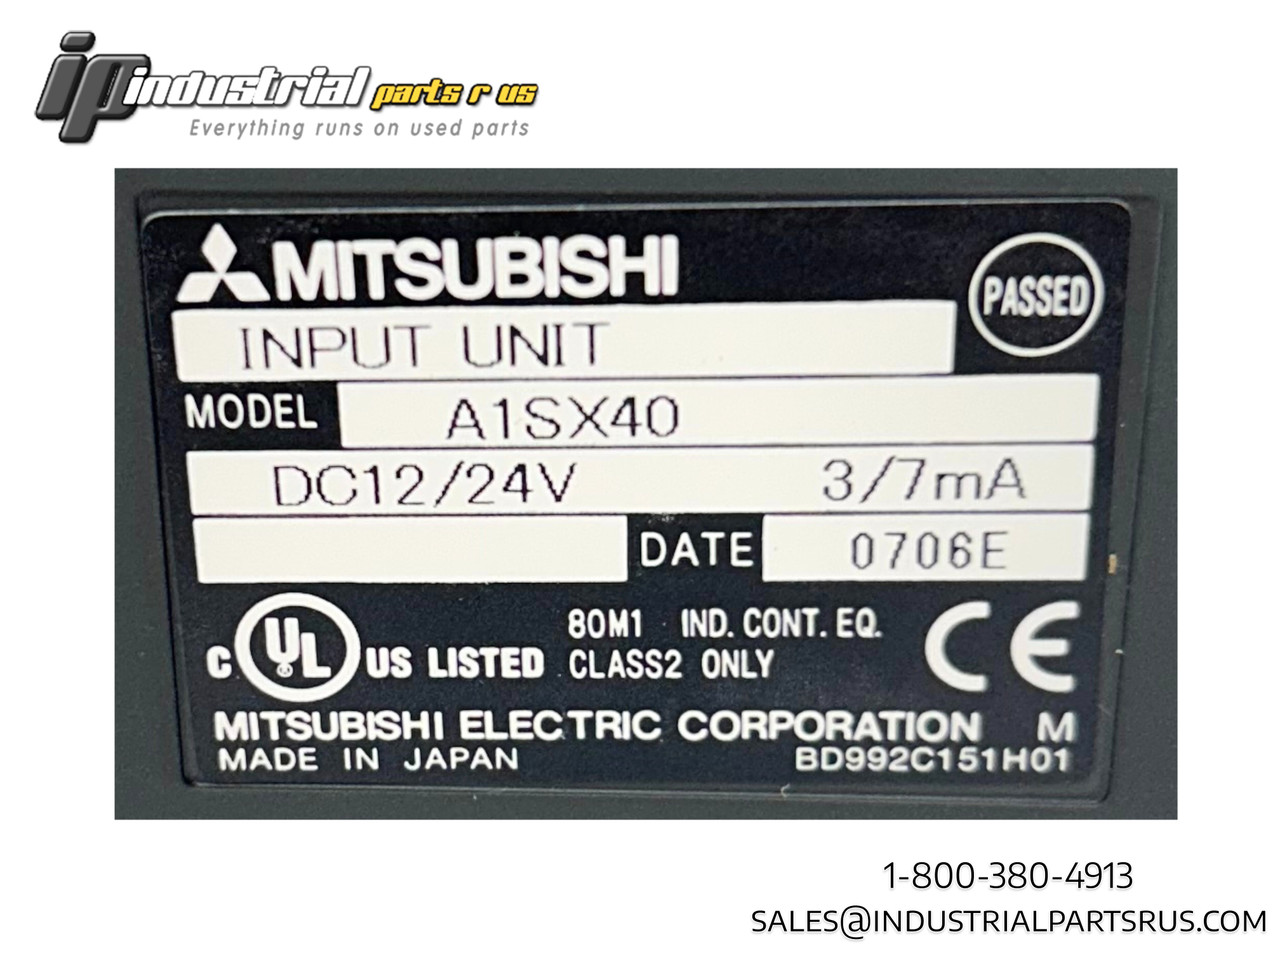 ip industrial parts r us
Everything runs on used parts
MITSUBISHI
PASSED
INPUT UNIT
MODEL A1SX40
DC12/24V 3/7mA
DATE 0706E
C UL US LISTED 80M1 IND. CONT. EQ.
CLASS2 ONLY
CE
MITSUBISHI ELECTRIC CORPORATION M
MADE IN JAPAN BD992C151H01
1-800-380-4913
SALES@INDUSTRIALPARTSRUS.COM